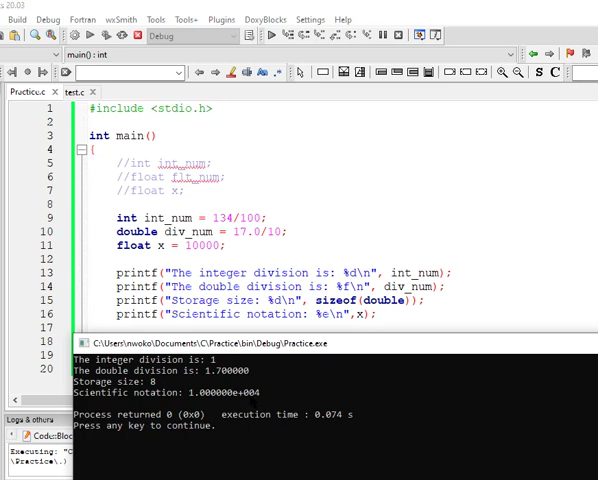 s 20.03
Build Debug Fortran wxSmith Tools Tools+ Plugins DoxyBlocks Settings Help
Debug
main() : int
S C
Practice.c × test.c ×
1 #include <stdio.h>
2
3 int main()
4 {
5 //int int_num;
6 //float flt_num;
7 //float x;
8
9 int int_num = 134/100;
10 double div_num = 17.0/10;
11 float x = 10000;
12
13 printf("The integer division is: %d\n", int_num);
14 printf("The double division is: %f\n", div_num);
15 printf("Storage size: %d\n", sizeof(double));
16 printf("Scientific notation: %e\n",x);
17
18
19
20
C:\Users\nwoko\Documents\C\Practice\bin\Debug\Practice.exe
The integer division is: 1
The double division is: 1.700000
Storage size: 8
Scientific notation: 1.000000e+004
Process returned 0 (0x0) execution time : 0.074 s
Press any key to continue.
Logs & others
Code::Block
Executing: "C
\Practice\.)